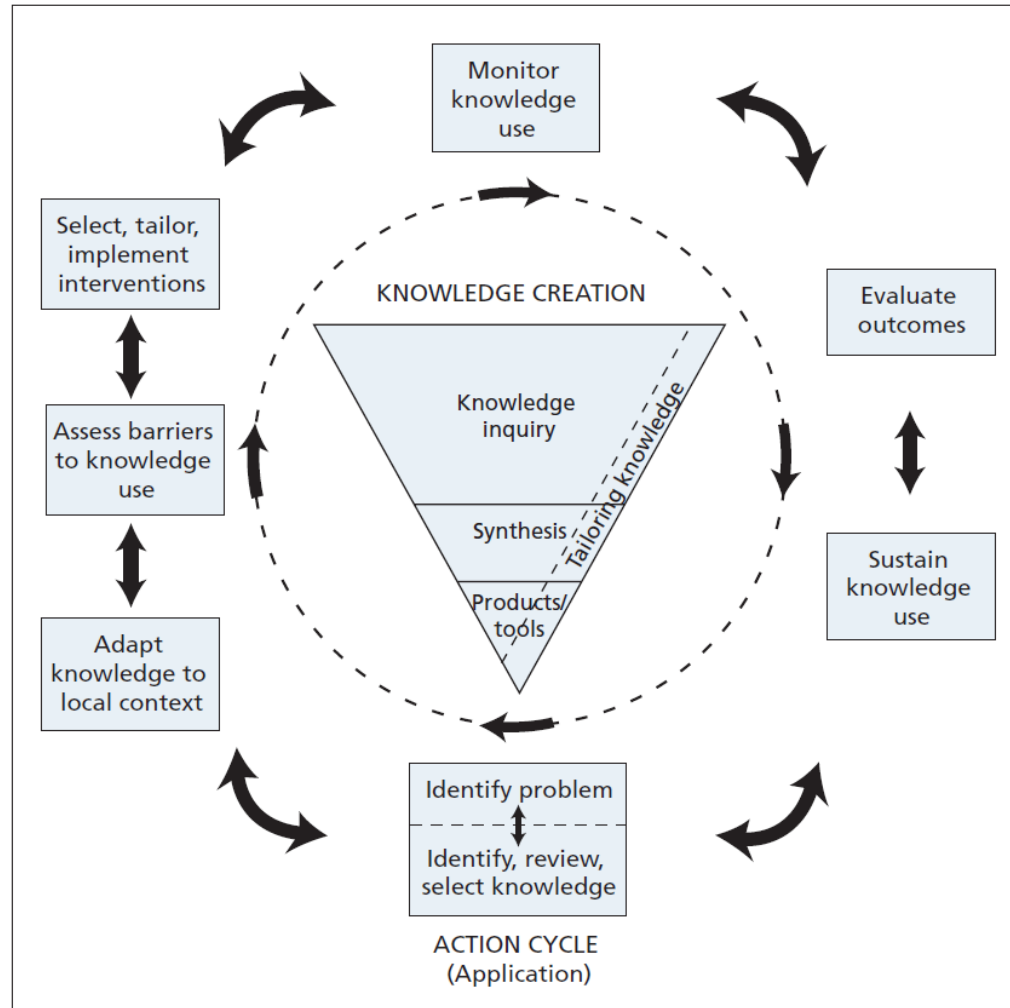 Monitor
knowledge
use
Select, tailor,
implement
interventions
KNOWLEDGE CREATION
Evaluate
outcomes
Knowledge
inquiry
Tailoring knowledge
Assess barriers
to knowledge
use
Synthesis
Sustain
knowledge
use
Products/
tools
Adapt
knowledge to
local context
Identify problem
Identify, review,
select knowledge
ACTION CYCLE
(Application)